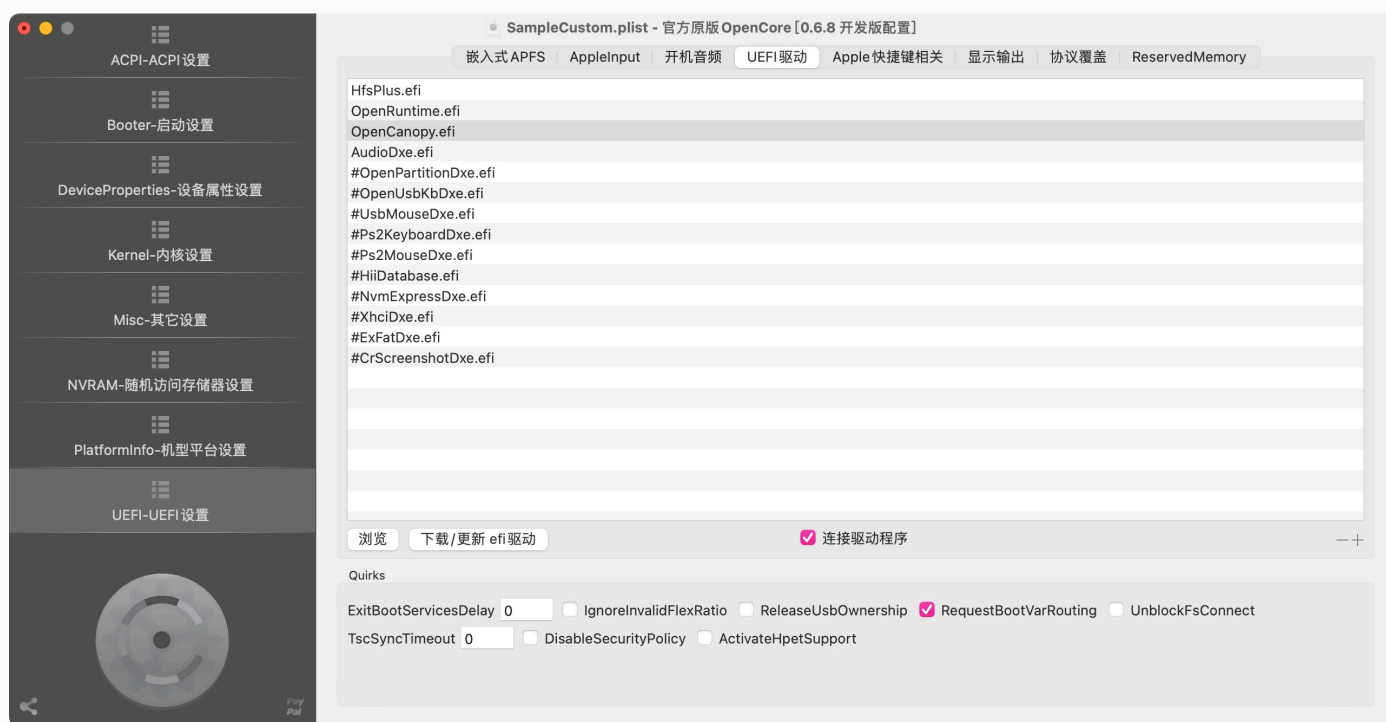 SampleCustom.plist - 官方原版OpenCore[0.6.8 开发版配置]
ACPI-ACPI设置
Booter-启动设置
DeviceProperties-设备属性设置
Kernel-内核设置
Misc-其它设置
NVRAM-随机访问存储器设置
PlatformInfo-机型平台设置
UEFI-UEFI设置
Pay
Pal
嵌入式APFS AppleInput 开机音频 UEFI驱动 Apple快捷键相关 显示输出 协议覆盖 ReservedMemory
HfsPlus.efi
OpenRuntime.efi
OpenCanopy.efi
AudioDxe.efi
#OpenPartitionDxe.efi
#OpenUsbKbDxe.efi
#UsbMouseDxe.efi
#Ps2KeyboardDxe.efi
#Ps2MouseDxe.efi
#HiiDatabase.efi
#NvmExpressDxe.efi
#XhciDxe.efi
#ExFatDxe.efi
#CrScreenshotDxe.efi
浏览 下载/更新 efi驱动 连接驱动程序
Quirks
ExitBootServicesDelay 0 IgnoreInvalidFlexRatio ReleaseUsbOwnership RequestBootVarRouting UnblockFsConnect
TscSyncTimeout 0 DisableSecurityPolicy ActivateHpetSupport